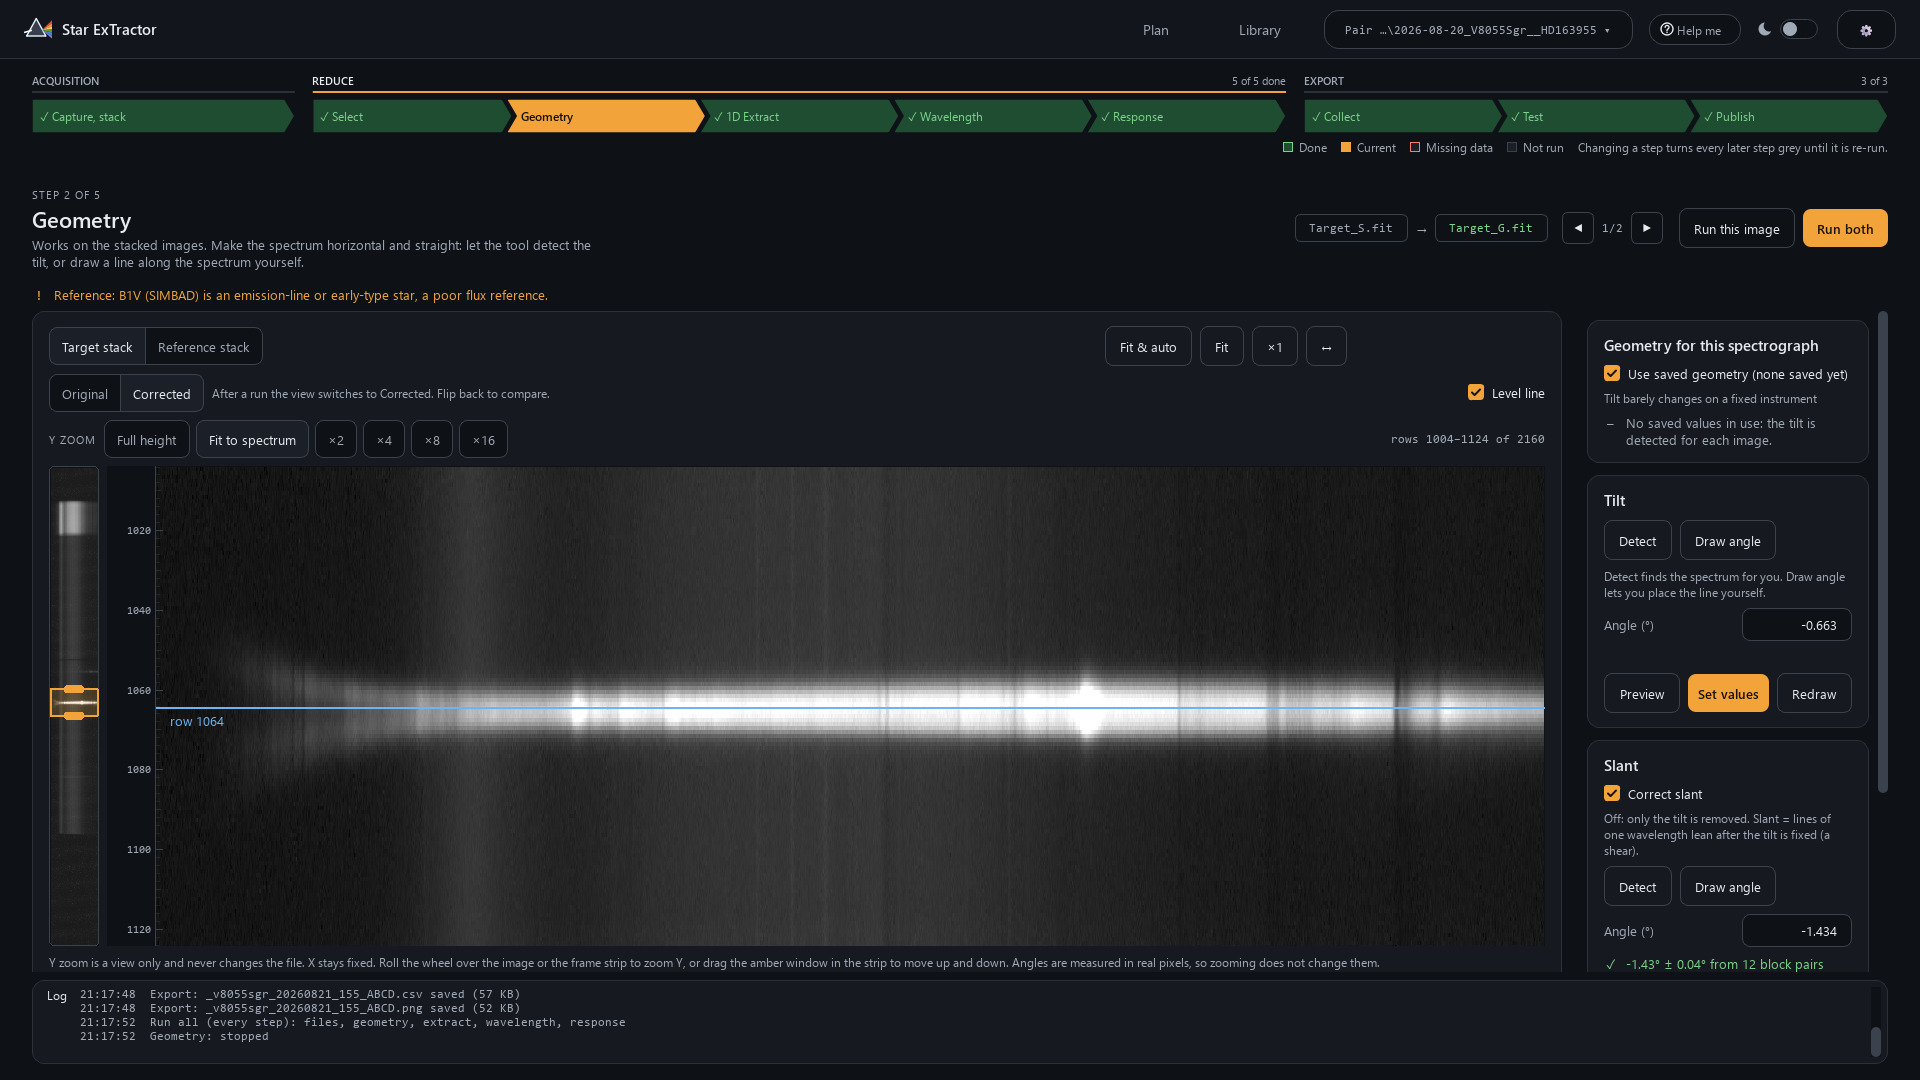 Star ExTractor
Plan
Library
Pair …\2026-08-20_V8055Sgr__HD163955 ▾
Help me
ACQUISITION
✓ Capture, stack
REDUCE
5 of 5 done
✓ Select
Geometry
✓ 1D Extract
✓ Wavelength
✓ Response
EXPORT
3 of 3
✓ Collect
✓ Test
✓ Publish
Done
Current
Missing data
Not run
Changing a step turns every later step grey until it is re-run.
STEP 2 OF 5
Geometry
Works on the stacked images. Make the spectrum horizontal and straight: let the tool detect the
tilt, or draw a line along the spectrum yourself.
Target_S.fit → Target_G.fit
◀ 1/2 ▶
Run this image
Run both
! Reference: B1V (SIMBAD) is an emission-line or early-type star, a poor flux reference.
Target stack
Reference stack
Fit & auto
Fit
×1
↔
Original
Corrected
After a run the view switches to Corrected. Flip back to compare.
Level line
Y ZOOM
Full height
Fit to spectrum
×2
×4
×8
×16
rows 1004–1124 of 2160
1020
1040
1060
row 1064
1080
1100
1120
Y zoom is a view only and never changes the file. X stays fixed. Roll the wheel over the image or the frame strip to zoom Y, or drag the amber window in the strip to move up and down. Angles are measured in real pixels, so zooming does not change them.
Geometry for this spectrograph
Use saved geometry (none saved yet)
Tilt barely changes on a fixed instrument
– No saved values in use: the tilt is
detected for each image.
Tilt
Detect
Draw angle
Detect finds the spectrum for you. Draw angle
lets you place the line yourself.
Angle (°)
-0.663
Preview
Set values
Redraw
Slant
Correct slant
Off: only the tilt is removed. Slant = lines of
one wavelength lean after the tilt is fixed (a
shear).
Detect
Draw angle
Angle (°)
-1.434
✓ -1.43° ± 0.04° from 12 block pairs
Log
21:17:48 Export: _v8055sgr_20260821_155_ABCD.csv saved (57 KB)
21:17:48 Export: _v8055sgr_20260821_155_ABCD.png saved (52 KB)
21:17:52 Run all (every step): files, geometry, extract, wavelength, response
21:17:52 Geometry: stopped